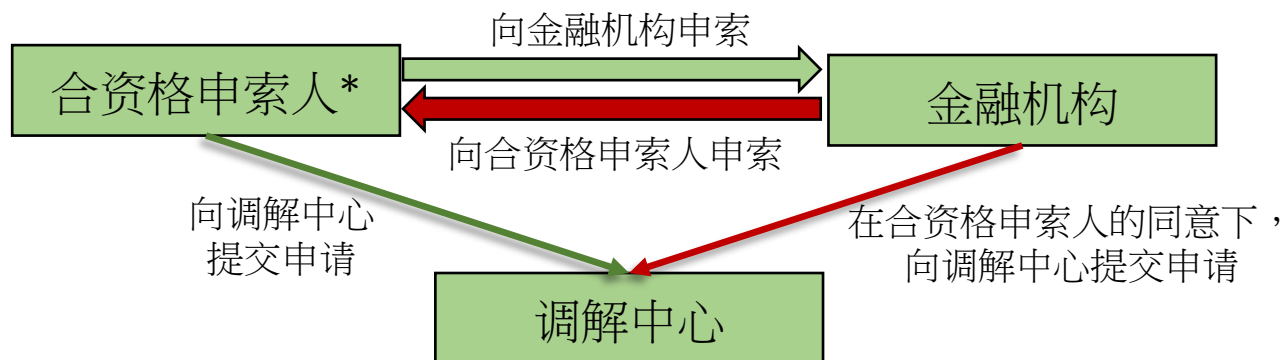 向金融机构申索
合资格申索人*
金融机构
向合资格申索人申索
向调解中心
提交申请
在合资格申索人的同意下，
向调解中心提交申请
调解中心